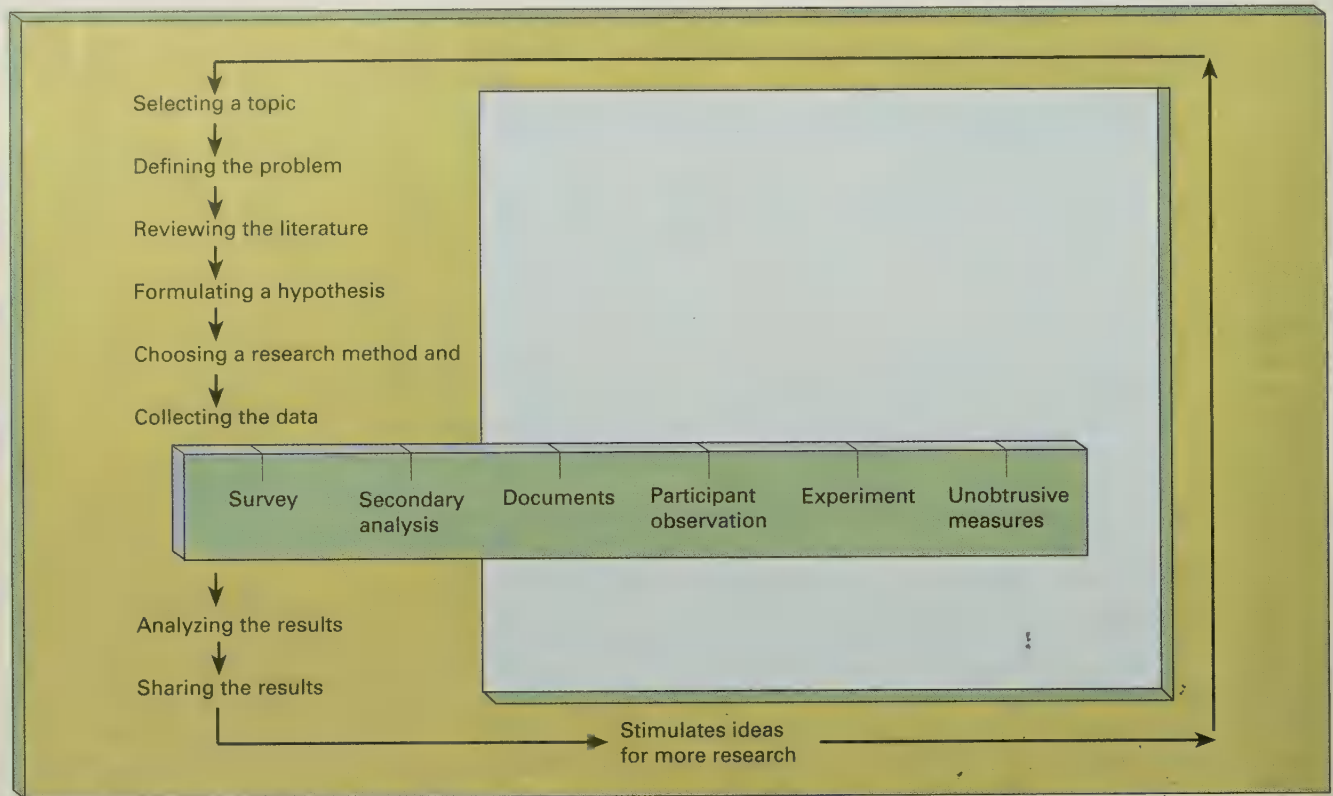 Selecting a topic
Defining the problem
Reviewing the literature
Formulating a hypothesis
Choosing a research method and
Collecting the data
Survey
Secondary
analysis
Documents
Participant
observation
Experiment
Unobtrusive
measures
Analyzing the results
Sharing the results
Stimulates ideas
for more research